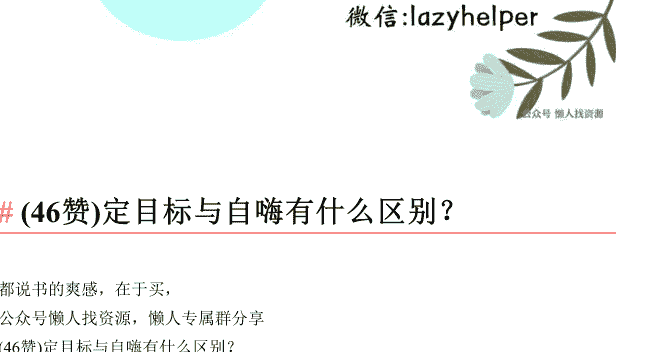 微信:lazyhelper
公众号 懒人找资源
# (46赞)定目标与自嗨有什么区别？
都说书的爽感，在于买，
公众号懒人找资源，懒人专属群分享
(46赞)定目标与自嗨有什么区别？